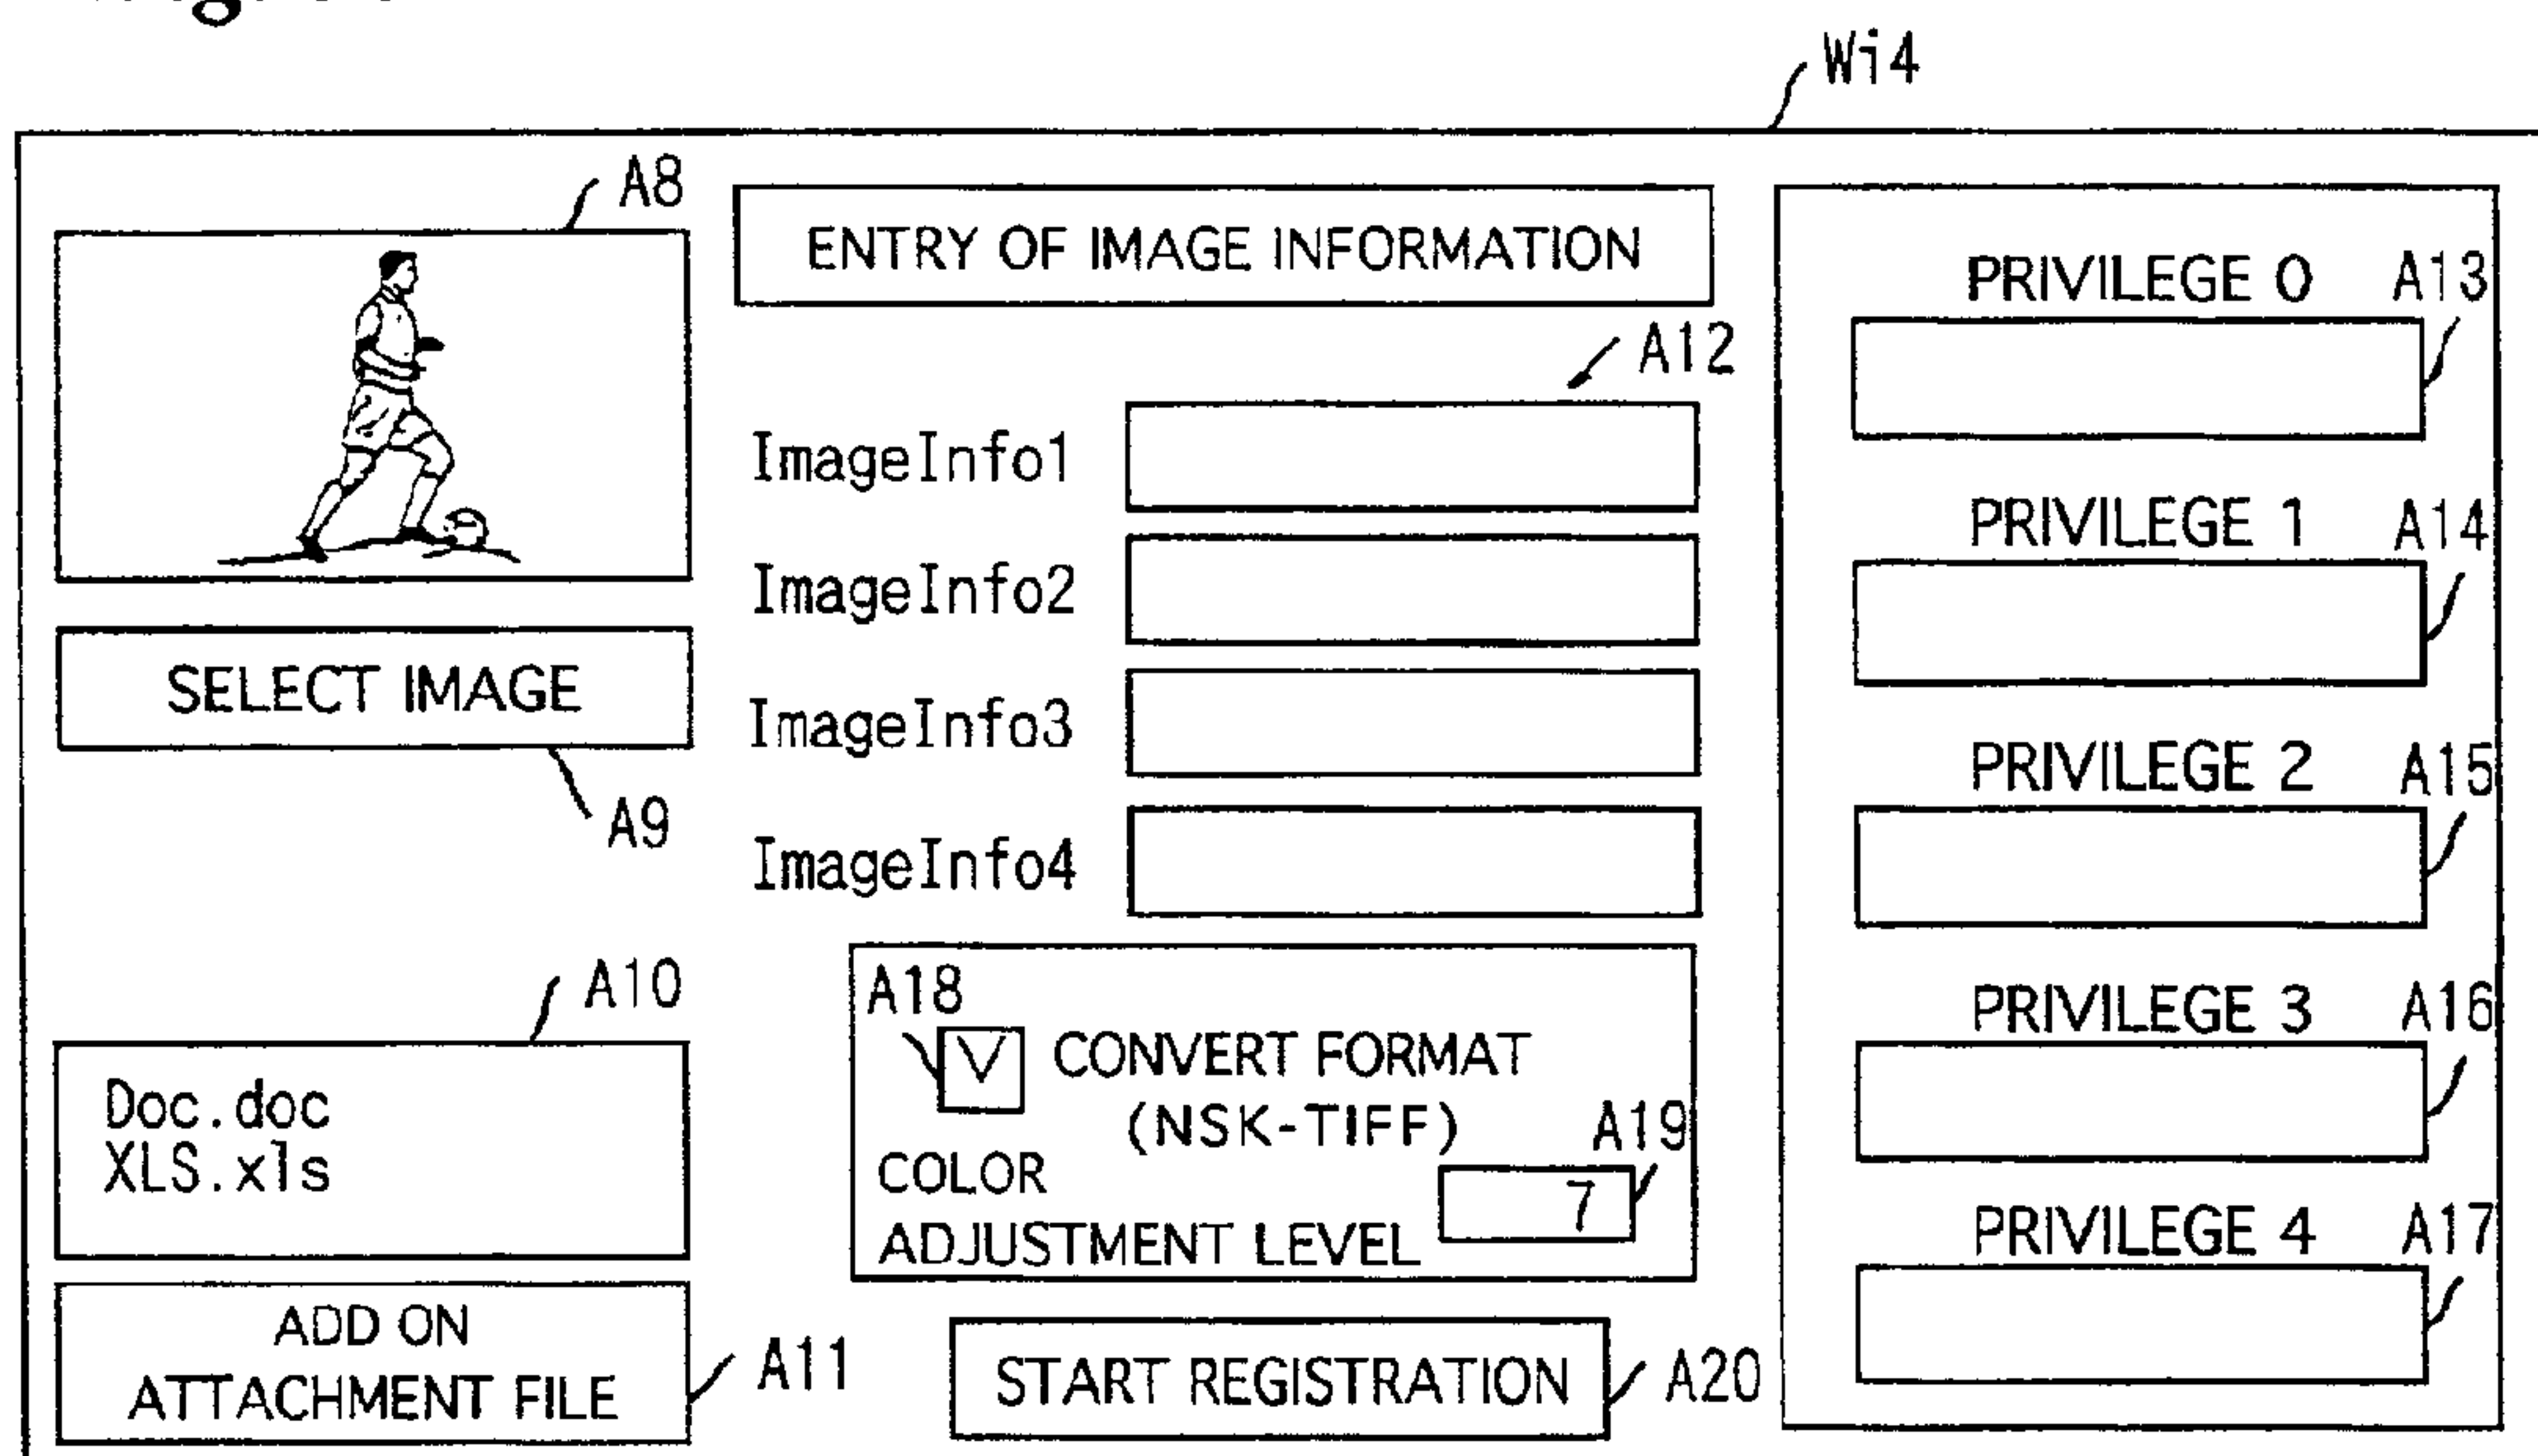 Wi4
A8
ENTRY OF IMAGE INFORMATION
PRIVILEGE 0 A13
A12
ImageInfo1
PRIVILEGE 1 A14
ImageInfo2
SELECT IMAGE
ImageInfo3
PRIVILEGE 2 A15
A9
ImageInfo4
A10
A18
PRIVILEGE 3 A16
V CONVERT FORMAT
(NSK-TIFF) A19
Doc.doc
XLS.xls
COLOR
ADJUSTMENT LEVEL 7
PRIVILEGE 4 A17
ADD ON
ATTACHMENT FILE
A11
START REGISTRATION A20